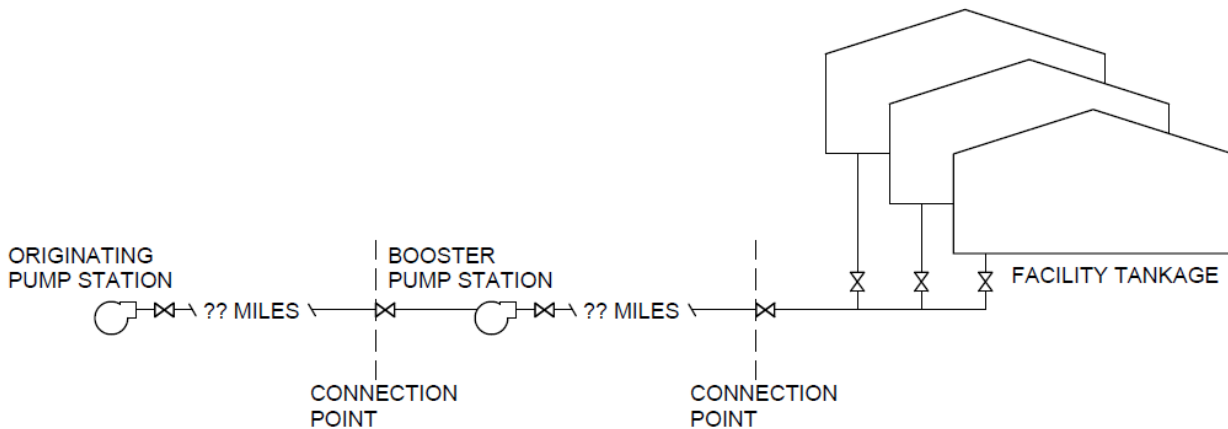 ORIGINATING
PUMP STATION
BOOSTER
PUMP STATION
FACILITY TANKAGE
?? MILES
?? MILES
CONNECTION
POINT
CONNECTION
POINT